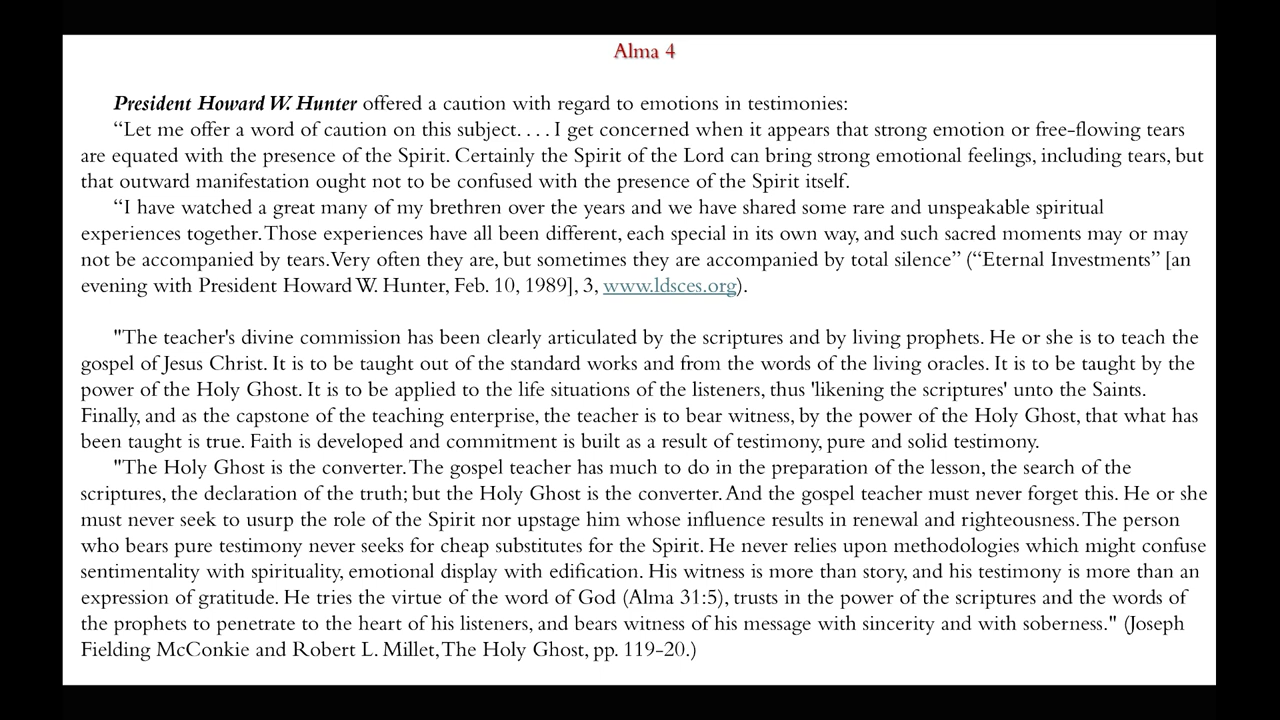 Alma 4
President Howard W. Hunter offered a caution with regard to emotions in testimonies:
“Let me offer a word of caution on this subject. . . . I get concerned when it appears that strong emotion or free-flowing tears
are equated with the presence of the Spirit. Certainly the Spirit of the Lord can bring strong emotional feelings, including tears, but
that outward manifestation ought not to be confused with the presence of the Spirit itself.
“I have watched a great many of my brethren over the years and we have shared some rare and unspeakable spiritual
experiences together. Those experiences have all been different, each special in its own way, and such sacred moments may or may
not be accompanied by tears. Very often they are, but sometimes they are accompanied by total silence” (“Eternal Investments” [an
evening with President Howard W. Hunter, Feb. 10, 1989], 3, www.ldsces.org).
"The teacher's divine commission has been clearly articulated by the scriptures and by living prophets. He or she is to teach the
gospel of Jesus Christ. It is to be taught out of the standard works and from the words of the living oracles. It is to be taught by the
power of the Holy Ghost. It is to be applied to the life situations of the listeners, thus 'likening the scriptures' unto the Saints.
Finally, and as the capstone of the teaching enterprise, the teacher is to bear witness, by the power of the Holy Ghost, that what has
been taught is true. Faith is developed and commitment is built as a result of testimony, pure and solid testimony.
"The Holy Ghost is the converter. The gospel teacher has much to do in the preparation of the lesson, the search of the
scriptures, the declaration of the truth; but the Holy Ghost is the converter. And the gospel teacher must never forget this. He or she
must never seek to usurp the role of the Spirit nor upstage him whose influence results in renewal and righteousness. The person
who bears pure testimony never seeks for cheap substitutes for the Spirit. He never relies upon methodologies which might confuse
sentimentality with spirituality, emotional display with edification. His witness is more than story, and his testimony is more than an
expression of gratitude. He tries the virtue of the word of God (Alma 31:5), trusts in the power of the scriptures and the words of
the prophets to penetrate to the heart of his listeners, and bears witness of his message with sincerity and with soberness." (Joseph
Fielding McConkie and Robert L. Millet, The Holy Ghost, pp. 119-20.)